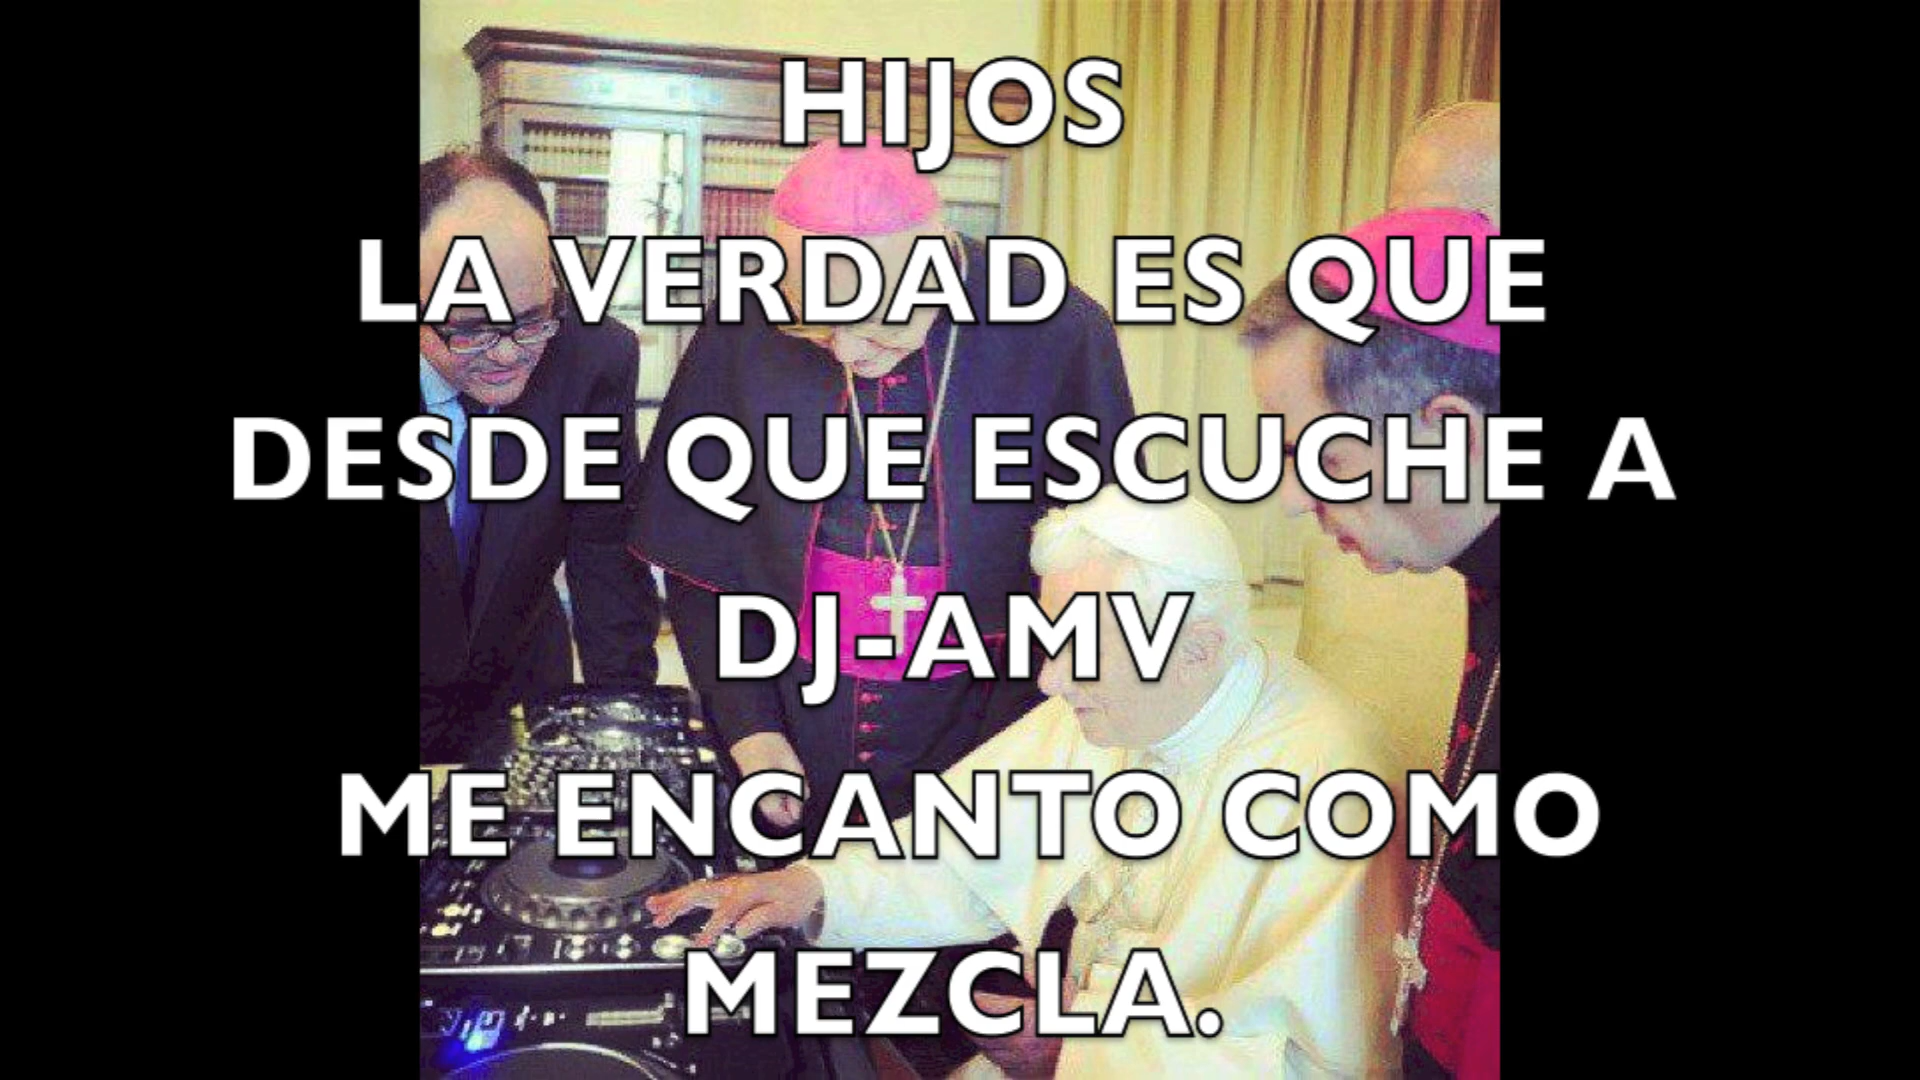 HIJOS
LA VERDAD ES QUE
DESDE QUE ESCUCHE A
DJ-AMV
ME ENCANTO COMO
MEZCLA.